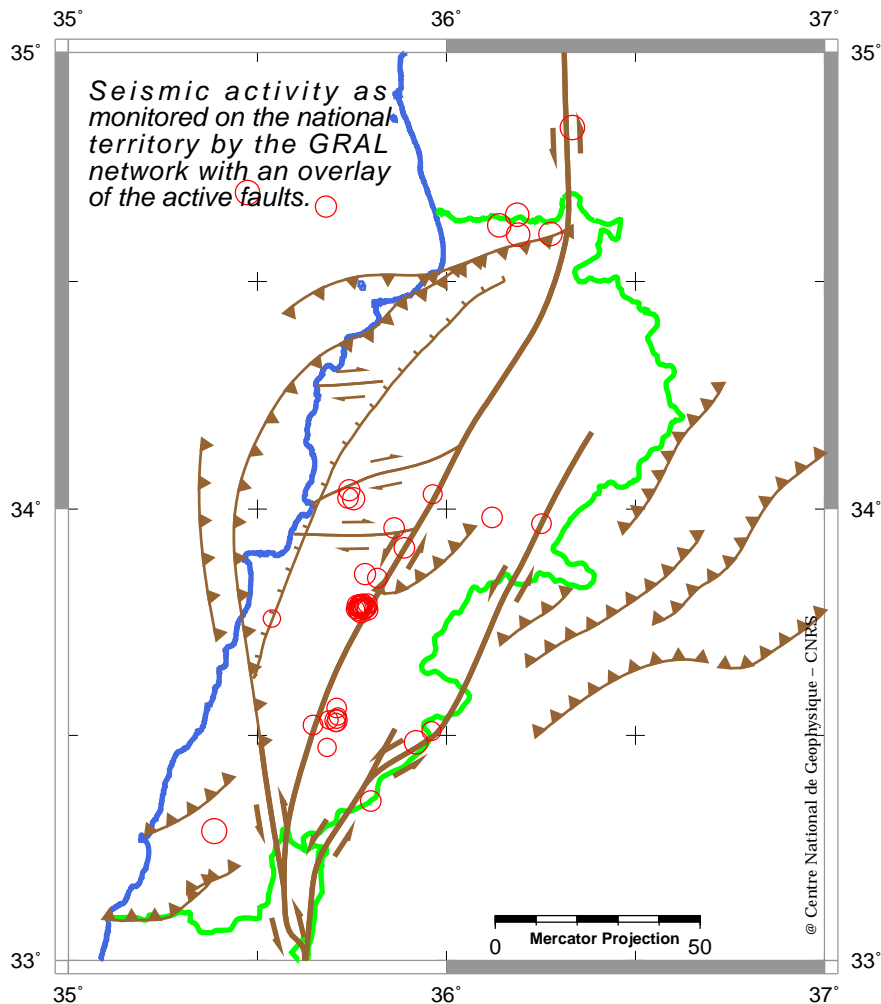 35° 36° 37°
35° 35°
Seismic activity as
monitored on the national
territory by the GRAL
network with an overlay
of the active faults.
34° 34°
@ Centre National de Geophysique – CNRS
Mercator Projection
0 50
33° 33°
35° 36° 37°